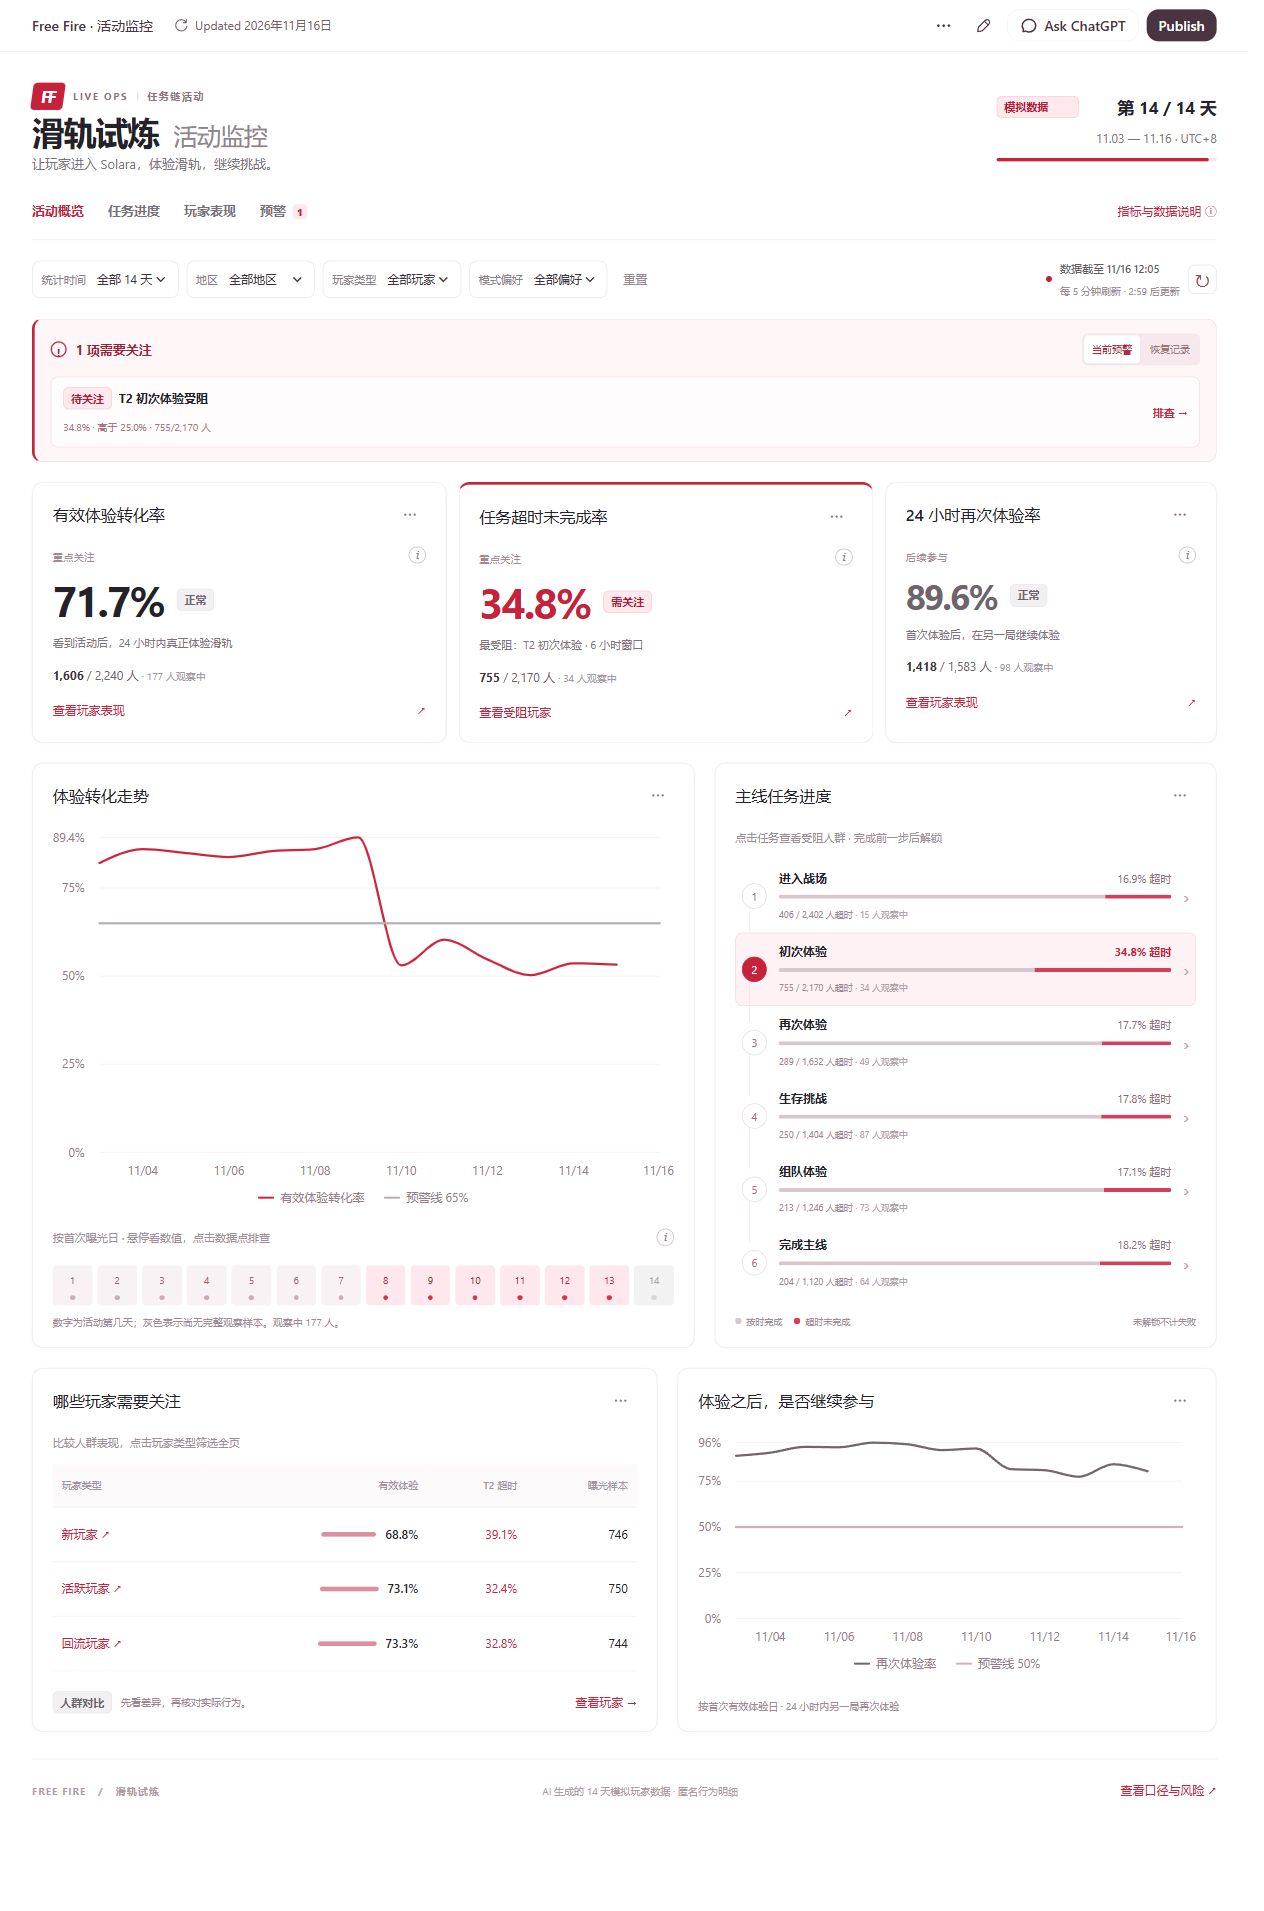 Free Fire · 活动监控
Updated 2026年11月16日
Ask ChatGPT
Publish
FF LIVE OPS | 任务链活动
滑轨试炼 活动监控
让玩家进入 Solara，体验滑轨，继续挑战。
模拟数据
第 14 / 14 天
11.03 — 11.16 · UTC+8
活动概览
任务进度
玩家表现
预警 1
指标与数据说明
统计时间 全部 14 天
地区 全部地区
玩家类型 全部玩家
模式偏好 全部偏好
重置
数据截至 11/16 12:05
每 5 分钟刷新 · 2:59 后更新
1 项需要关注
当前预警
恢复记录
待关注 T2 初次体验受阻
34.8% · 高于 25.0% · 755/2,170 人
排查 →
有效体验转化率
重点关注
71.7% 正常
看到活动后，24 小时内真正体验滑轨
1,606 / 2,240 人 · 177 人观察中
查看玩家表现 ↗
任务超时未完成率
重点关注
34.8% 需关注
最受阻：T2 初次体验 · 6 小时窗口
755 / 2,170 人 · 34 人观察中
查看受阻玩家 ↗
24 小时再次体验率
后续参与
89.6% 正常
首次体验后，在另一局继续体验
1,418 / 1,583 人 · 98 人观察中
查看玩家表现 ↗
体验转化走势
89.4%
75%
50%
25%
0%
11/04 11/06 11/08 11/10 11/12 11/14 11/16
有效体验转化率 预警线 65%
按首次曝光日 · 悬停看数值，点击数据点排查
1 2 3 4 5 6 7 8 9 10 11 12 13 14
数字为活动第几天；灰色表示尚无完整观察样本。观察中 177 人。
主线任务进度
点击任务查看受阻人群 · 完成前一步后解锁
1 进入战场 16.9% 超时
406 / 2,402 人超时 · 15 人观察中
2 初次体验 34.8% 超时
755 / 2,170 人超时 · 34 人观察中
3 再次体验 17.7% 超时
289 / 1,632 人超时 · 49 人观察中
4 生存挑战 17.8% 超时
250 / 1,404 人超时 · 87 人观察中
5 组队体验 17.1% 超时
213 / 1,246 人超时 · 73 人观察中
6 完成主线 18.2% 超时
204 / 1,120 人超时 · 64 人观察中
按时完成 超时未完成
未解锁不计失败
哪些玩家需要关注
比较人群表现，点击玩家类型筛选全页
玩家类型 有效体验 T2 超时 曝光样本
新玩家 ↗ 68.8% 39.1% 746
活跃玩家 ↗ 73.1% 32.4% 750
回流玩家 ↗ 73.3% 32.8% 744
人群对比 先看差异，再核对实际行为。
查看玩家 →
体验之后，是否继续参与
96%
75%
50%
25%
0%
11/04 11/06 11/08 11/10 11/12 11/14 11/16
再次体验率 预警线 50%
按首次有效体验日 · 24 小时内另一局再次体验
FREE FIRE / 滑轨试炼
AI 生成的 14 天模拟玩家数据 · 匿名行为明细
查看口径与风险 ↗